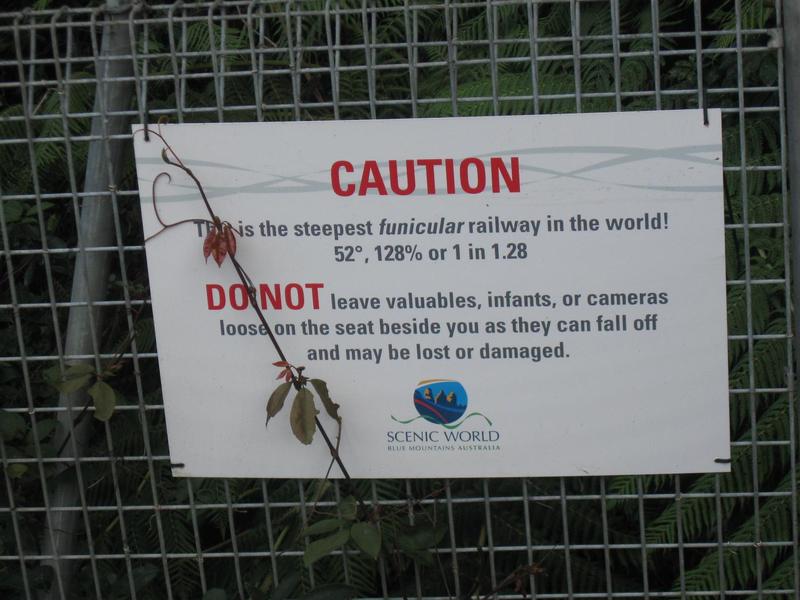 CAUTION
This is the steepest funicular railway in the world!
52°, 128% or 1 in 1.28
DO NOT leave valuables, infants, or cameras
loose on the seat beside you as they can fall off
and may be lost or damaged.
SCENIC WORLD
BLUE MOUNTAINS AUSTRALIA